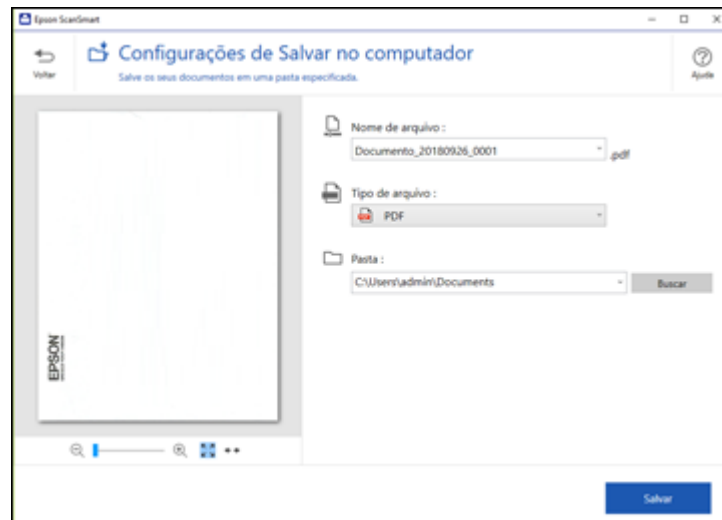 Epson ScanSmart
Voltar
Configurações de Salvar no computador
Salve os seus documentos em uma pasta especificada.
Ajuda
Nome de arquivo :
Documento_20180926_0001
.pdf
Tipo de arquivo :
PDF
Pasta :
C:\Users\admin\Documents
Buscar
EPSON
Salvar